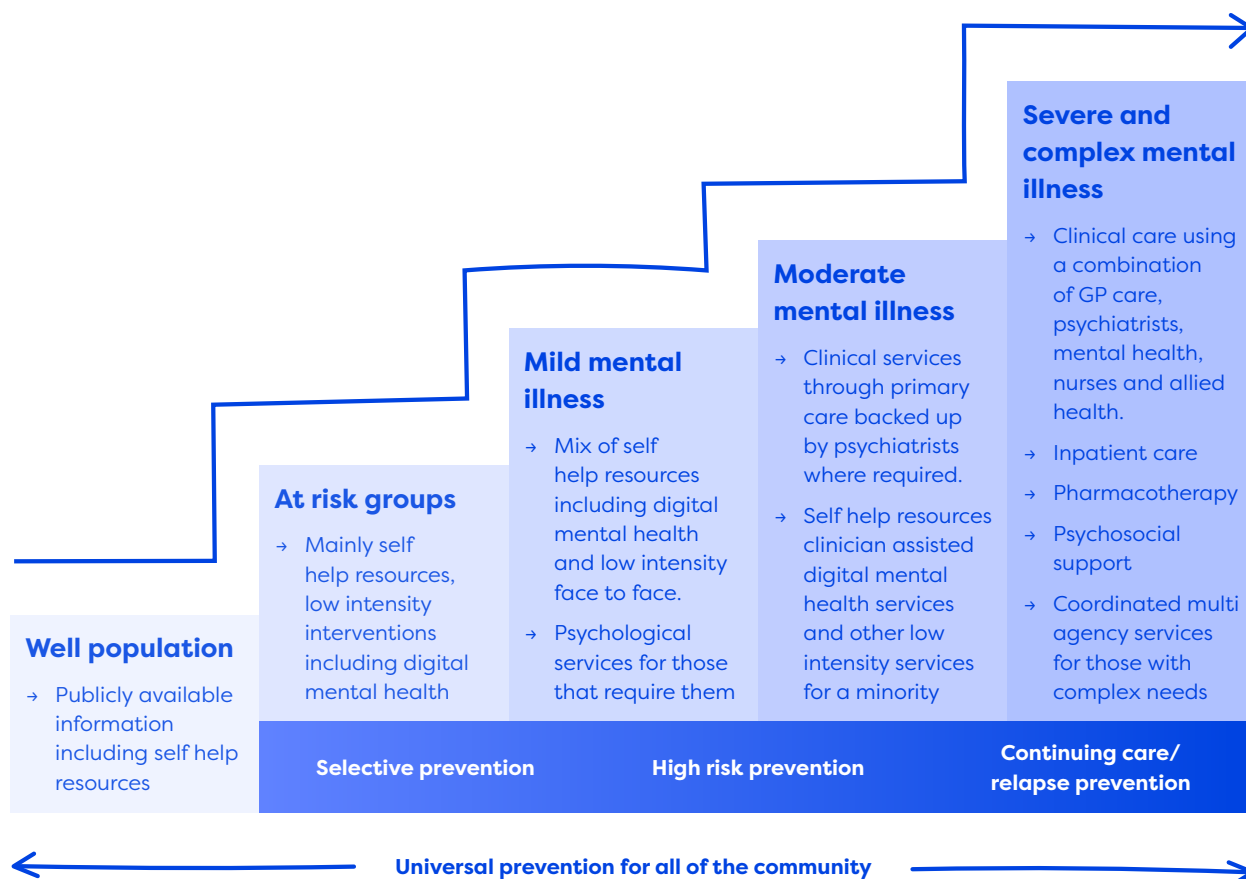 Well population
→ Publicly available
information
including self help
resources
At risk groups
→ Mainly self
help resources,
low intensity
interventions
including digital
mental health
Mild mental
illness
→ Mix of self
help resources
including digital
mental health
and low intensity
face to face.
→ Psychological
services for those
that require them
Moderate
mental illness
→ Clinical services
through primary
care backed up
by psychiatrists
where required.
→ Self help resources
clinician assisted
digital mental
health services
and other low
intensity services
for a minority
Severe and
complex mental
illness
→ Clinical care using
a combination
of GP care,
psychiatrists,
mental health,
nurses and allied
health.
→ Inpatient care
→ Pharmacotherapy
→ Psychosocial
support
→ Coordinated multi
agency services
for those with
complex needs
Selective prevention
High risk prevention
Continuing care/
relapse prevention
Universal prevention for all of the community